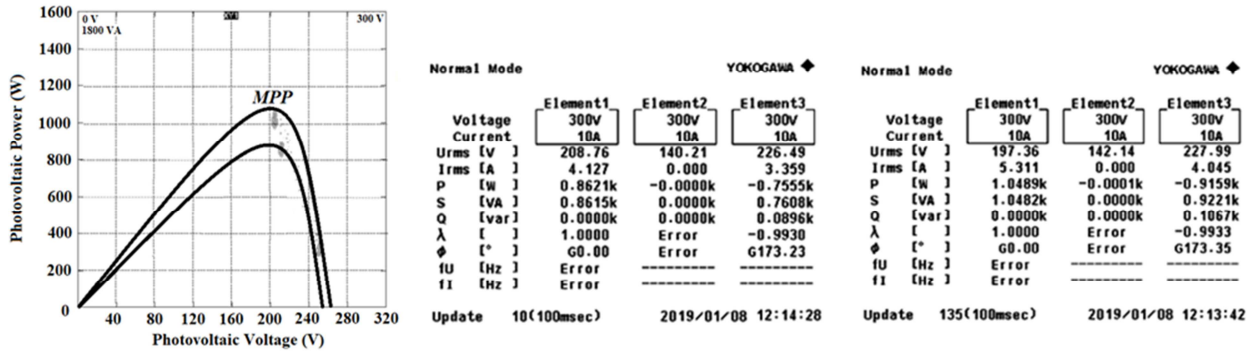 1600
1400
1200
1000
800
600
400
200
0
Photovoltaic Power (W)
0 V
1800 VA
300 V
MPP
40 80 120 160 200 240 280 320
Photovoltaic Voltage (V)
Normal Mode YOKOGAWA ◆
Element1 Element2 Element3
Voltage 300V 300V 300V
Current 10A 10A 10A
Urms [V ] 208.76 140.21 226.49
Irms [A ] 4.127 0.000 3.359
P [W ] 0.8621k -0.0000k -0.7555k
S [VA ] 0.8615k 0.0000k 0.7608k
Q [var] 0.0000k 0.0000k 0.0896k
λ [ ] 1.0000 Error -0.9930
ϕ [° ] G0.00 Error G173.23
fU [Hz ] Error -------- --------
fI [Hz ] Error -------- --------
Update 10(100msec) 2019/01/08 12:14:28
Normal Mode YOKOGAWA ◆
Element1 Element2 Element3
Voltage 300V 300V 300V
Current 10A 10A 10A
Urms [V ] 197.36 142.14 227.99
Irms [A ] 5.311 0.000 4.045
P [W ] 1.0489k -0.0001k -0.9159k
S [VA ] 1.0482k 0.0000k 0.9221k
Q [var] 0.0000k 0.0000k 0.1067k
λ [ ] 1.0000 Error -0.9933
ϕ [° ] G0.00 Error G173.35
fU [Hz ] Error -------- --------
fI [Hz ] Error -------- --------
Update 135(100msec) 2019/01/08 12:13:42